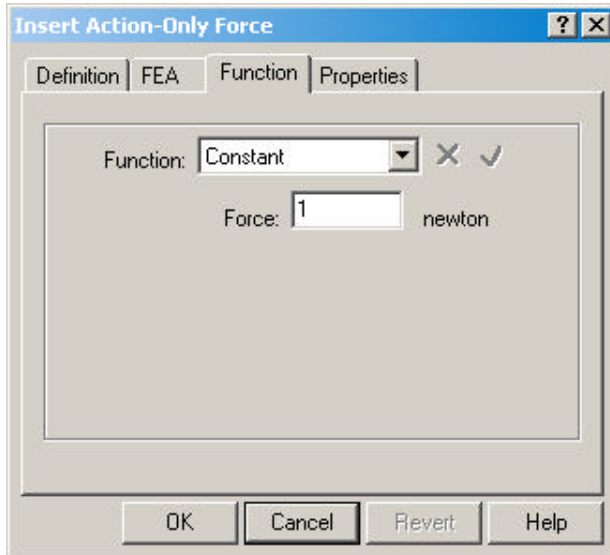 Insert Action-Only Force
Definition FEA Function Properties
Function: Constant
Force: 1 newton
OK Cancel Revert Help